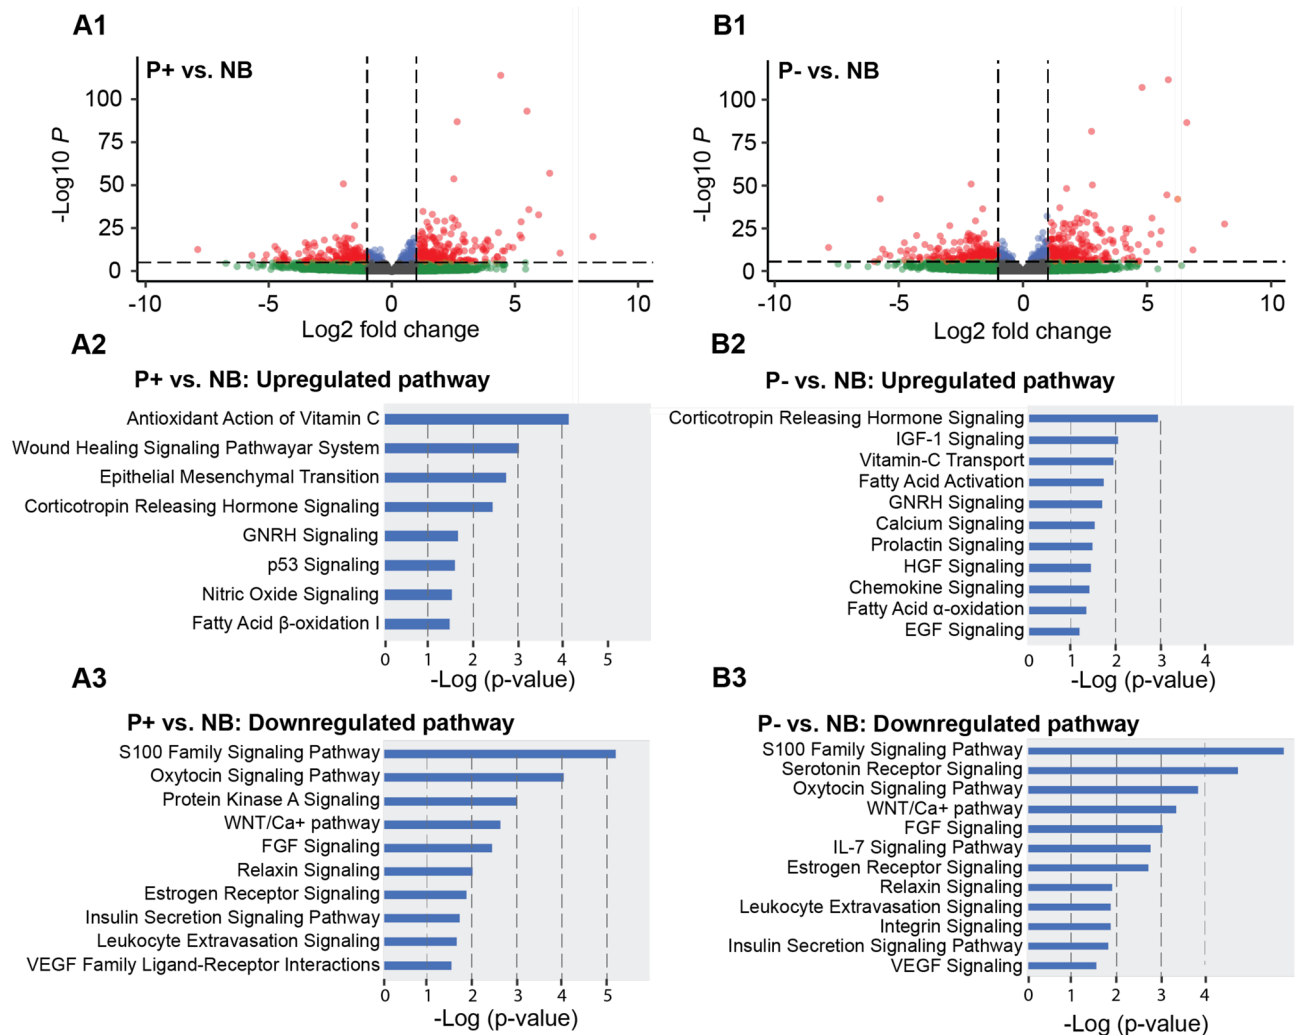 A1
P+ vs. NB
-Log10 P
100
75
50
25
0
-10
-5
0
5
10
Log2 fold change
B1
P- vs. NB
-Log10 P
100
75
50
25
0
-10
-5
0
5
10
Log2 fold change
A2
P+ vs. NB: Upregulated pathway
Antioxidant Action of Vitamin C
Wound Healing Signaling Pathwayar System
Epithelial Mesenchymal Transition
Corticotropin Releasing Hormone Signaling
GNRH Signaling
p53 Signaling
Nitric Oxide Signaling
Fatty Acid β-oxidation I
0 1 2 3 4 5
-Log (p-value)
B2
P- vs. NB: Upregulated pathway
Corticotropin Releasing Hormone Signaling
IGF-1 Signaling
Vitamin-C Transport
Fatty Acid Activation
GNRH Signaling
Calcium Signaling
Prolactin Signaling
HGF Signaling
Chemokine Signaling
Fatty Acid α-oxidation
EGF Signaling
0 1 2 3 4
-Log (p-value)
A3
P+ vs. NB: Downregulated pathway
S100 Family Signaling Pathway
Oxytocin Signaling Pathway
Protein Kinase A Signaling
WNT/Ca+ pathway
FGF Signaling
Relaxin Signaling
Estrogen Receptor Signaling
Insulin Secretion Signaling Pathway
Leukocyte Extravasation Signaling
VEGF Family Ligand-Receptor Interactions
0 1 2 3 4 5
-Log (p-value)
B3
P- vs. NB: Downregulated pathway
S100 Family Signaling Pathway
Serotonin Receptor Signaling
Oxytocin Signaling Pathway
WNT/Ca+ pathway
FGF Signaling
IL-7 Signaling Pathway
Estrogen Receptor Signaling
Relaxin Signaling
Leukocyte Extravasation Signaling
Integrin Signaling
Insulin Secretion Signaling Pathway
VEGF Signaling
0 1 2 3 4
-Log (p-value)